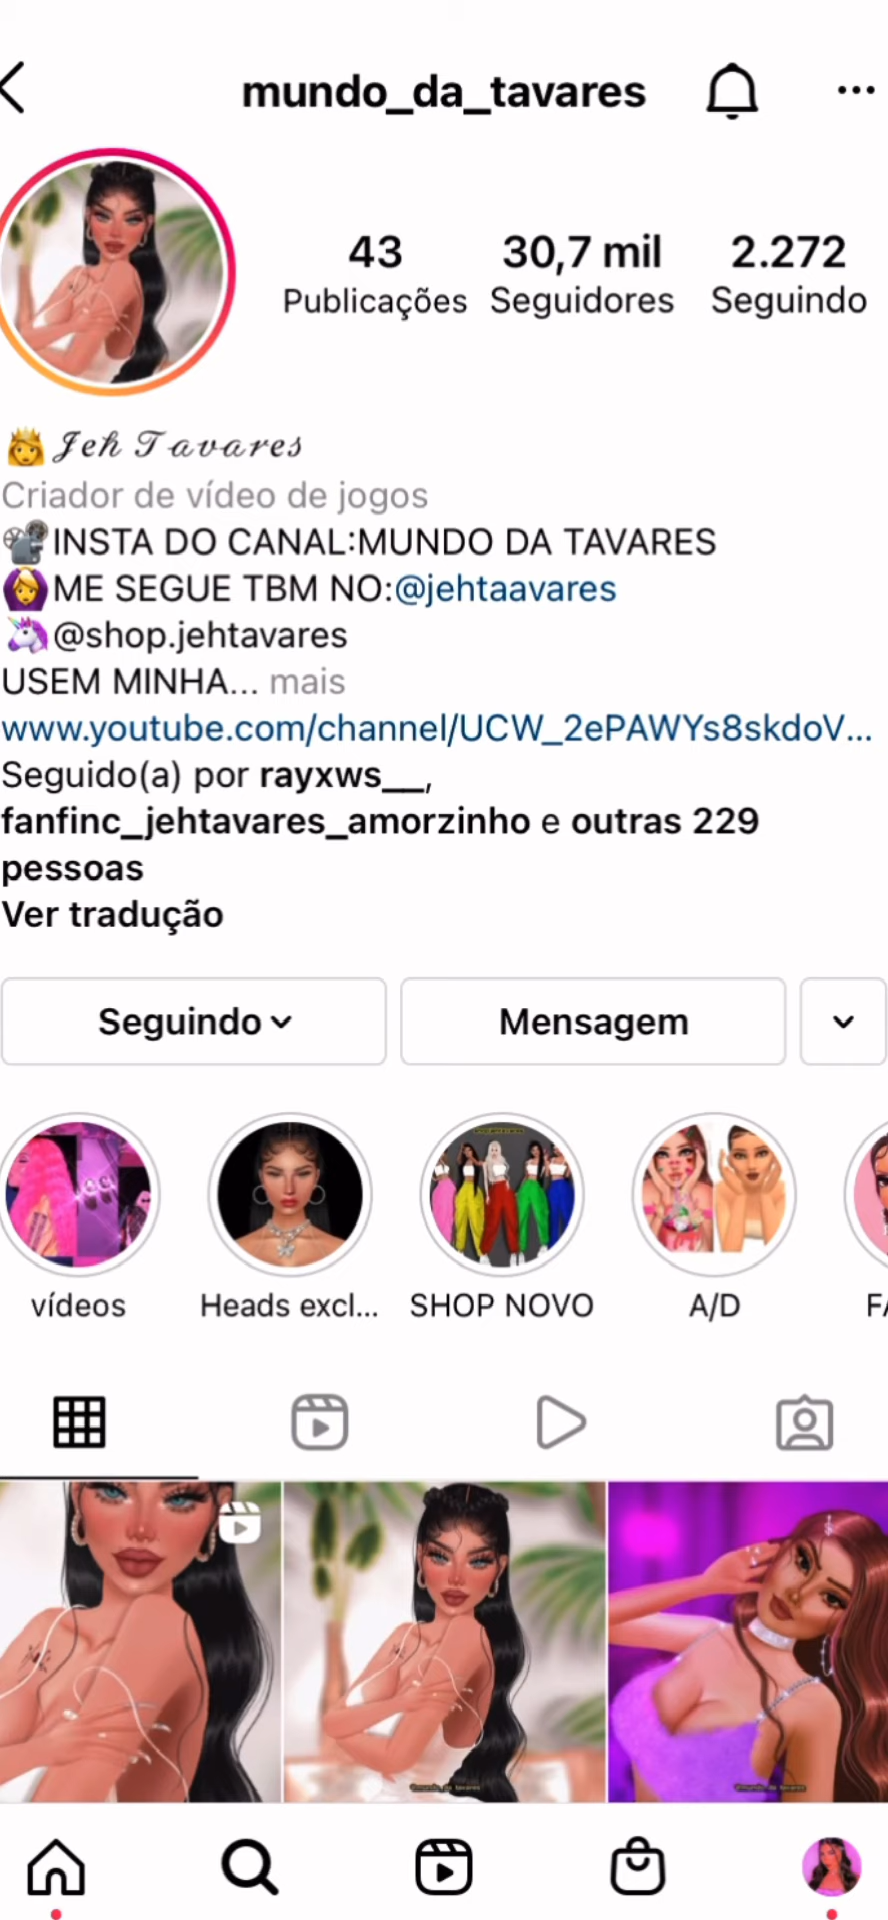 mundo_da_tavares
43
Publicações
30,7 mil
Seguidores
2.272
Seguindo
👸𝒥𝑒𝒽 𝒯𝒶𝓋𝒶𝓇𝑒𝓈
Criador de vídeo de jogos
📽INSTA DO CANAL:MUNDO DA TAVARES
🙆ME SEGUE TBM NO:@jehtaavares
🦄@shop.jehtavares
USEM MINHA... mais
www.youtube.com/channel/UCW_2ePAWYs8skdoV...
Seguido(a) por rayxws__,
fanfinc_jehtavares_amorzinho e outras 229
pessoas
Ver tradução
Seguindo
Mensagem
vídeos
Heads excl...
SHOP NOVO
A/D
@mundo_da_tavares
@mundo_da_tavares